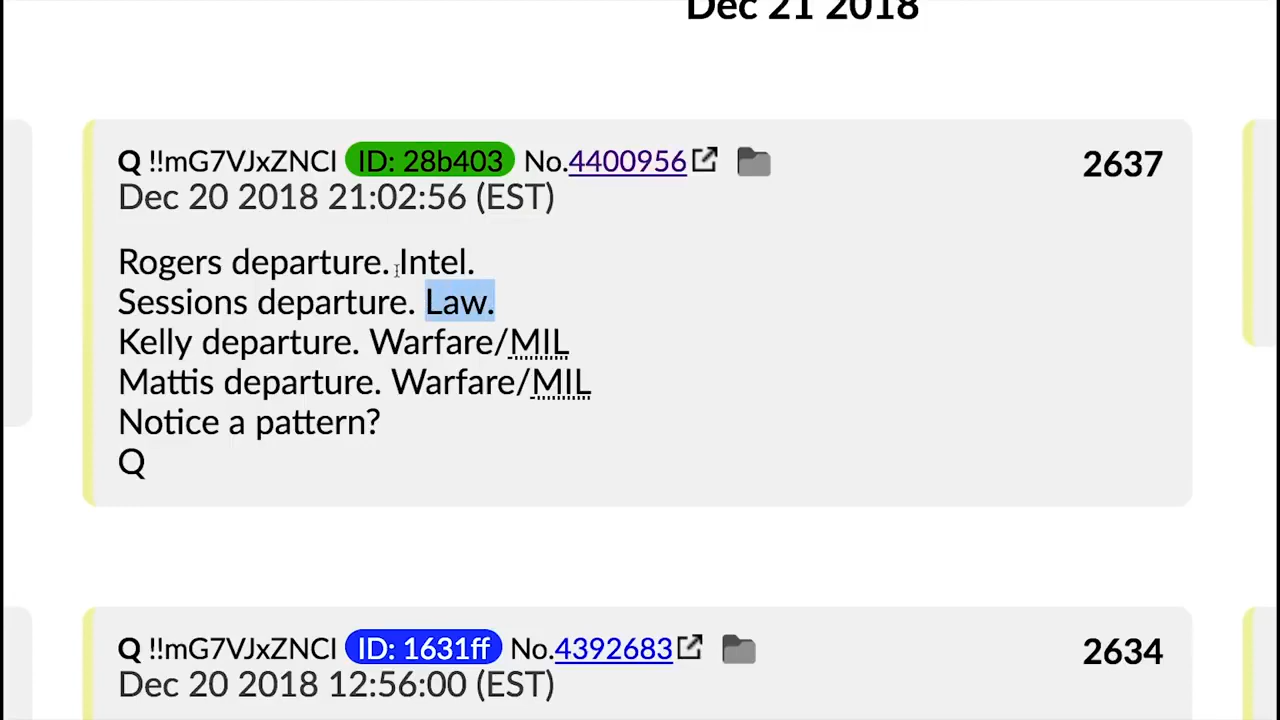 Dec 21 2018
Q !!mG7VJxZNCI ID: 28b403 No.4400956 2637
Dec 20 2018 21:02:56 (EST)
Rogers departure. Intel.
Sessions departure. Law.
Kelly departure. Warfare/MIL
Mattis departure. Warfare/MIL
Notice a pattern?
Q
Q !!mG7VJxZNCI ID: 1631ff No.4392683 2634
Dec 20 2018 12:56:00 (EST)